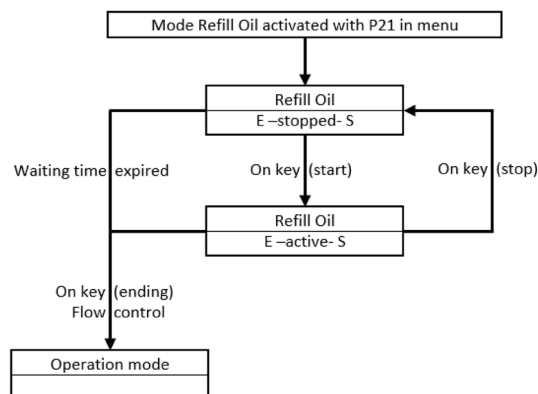 Mode Refill Oil activated with P21 in menu
Refill Oil
E –stopped- S
Waiting time expired
On key (start)
On key (stop)
Refill Oil
E –active- S
On key (ending)
Flow control
Operation mode